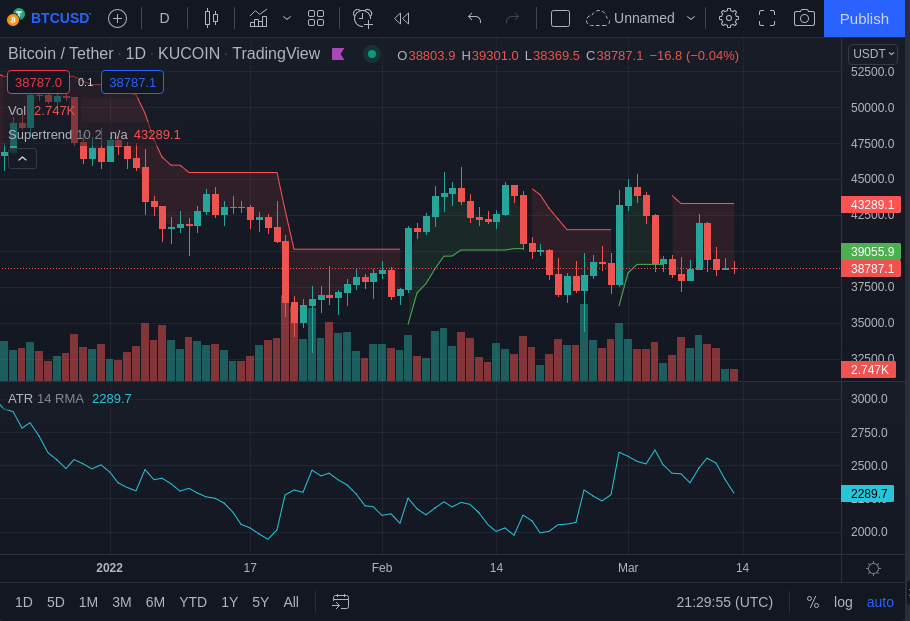 BTCUSDT D Unnamed Publish
Bitcoin / Tether · 1D · KUCOIN · TradingView O38803.9 H39301.0 L38369.5 C38787.1 −16.8 (−0.04%) USDT
38787.0 0.1 38787.1
Vol 2.747K
Supertrend 10 2 n/a 43289.1
52500.0
50000.0
47500.0
45000.0
43289.1
42500.0
39055.9
38787.1
37500.0
35000.0
32500.0
2.747K
ATR 14 RMA 2289.7
3000.0
2750.0
2500.0
2289.7
2000.0
2022 17 Feb 14 Mar 14
1D 5D 1M 3M 6M YTD 1Y 5Y All 21:29:55 (UTC) % log auto